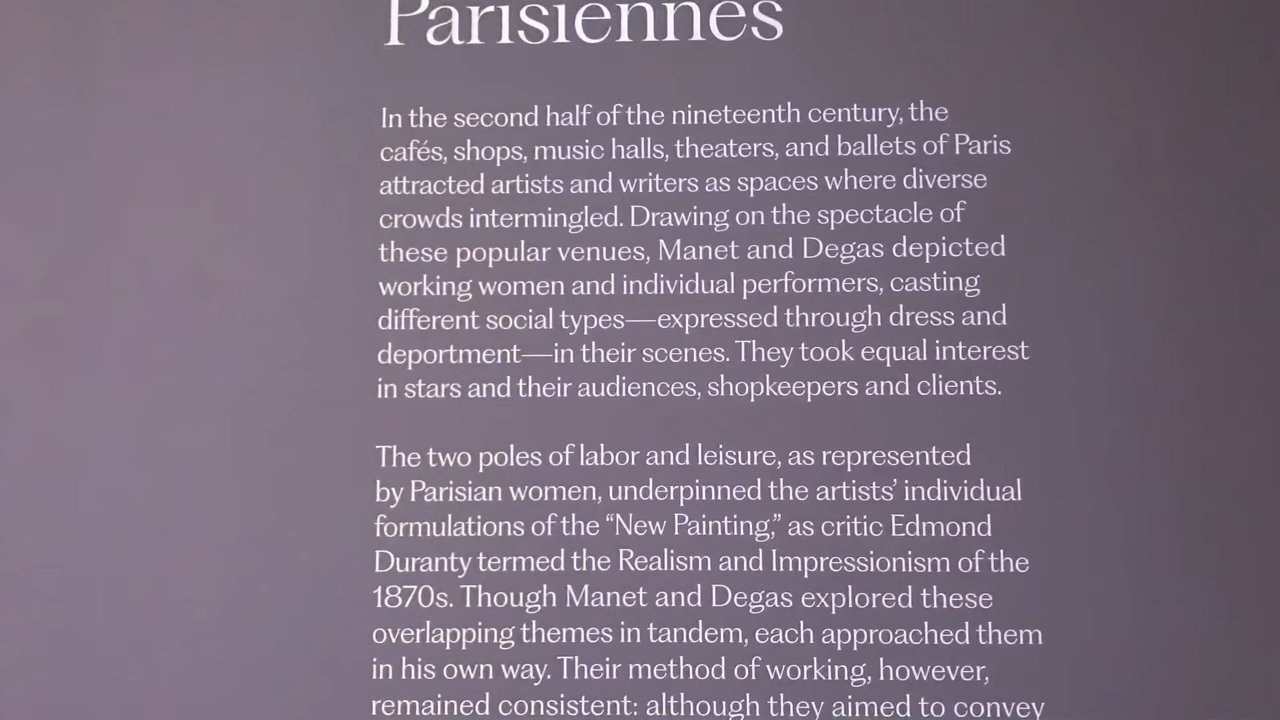 Parisiennes
In the second half of the nineteenth century, the
cafés, shops, music halls, theaters, and ballets of Paris
attracted artists and writers as spaces where diverse
crowds intermingled. Drawing on the spectacle of
these popular venues, Manet and Degas depicted
working women and individual performers, casting
different social types—expressed through dress and
deportment—in their scenes. They took equal interest
in stars and their audiences, shopkeepers and clients.
The two poles of labor and leisure, as represented
by Parisian women, underpinned the artists’ individual
formulations of the “New Painting,” as critic Edmond
Duranty termed the Realism and Impressionism of the
1870s. Though Manet and Degas explored these
overlapping themes in tandem, each approached them
in his own way. Their method of working, however,
remained consistent: although they aimed to convey